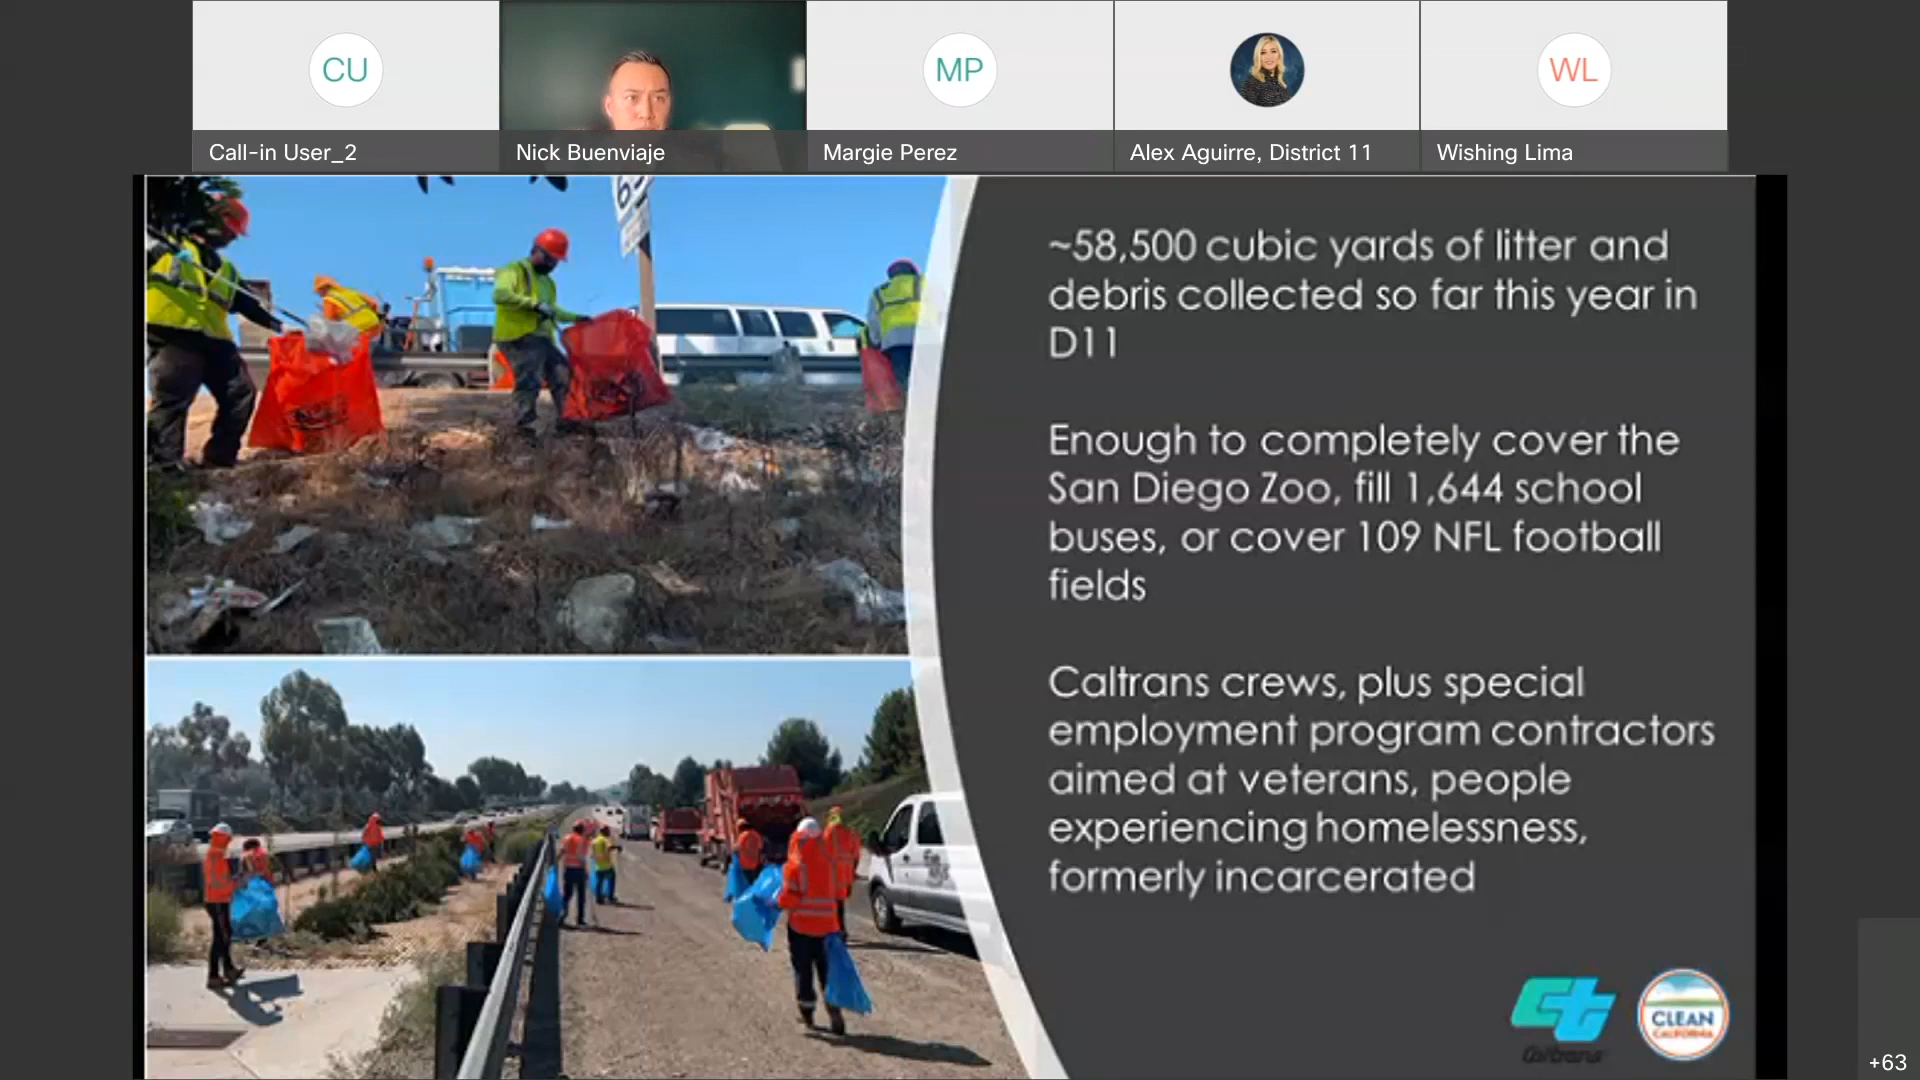 CU
MP
WL
Call-in User_2
Nick Buenviaje
Margie Perez
Alex Aguirre, District 11
Wishing Lima
~58,500 cubic yards of litter and
debris collected so far this year in
D11
Enough to completely cover the
San Diego Zoo, fill 1,644 school
buses, or cover 109 NFL football
fields
Caltrans crews, plus special
employment program contractors
aimed at veterans, people
experiencing homelessness,
formerly incarcerated
Caltrans
CLEAN
CALIFORNIA
+63